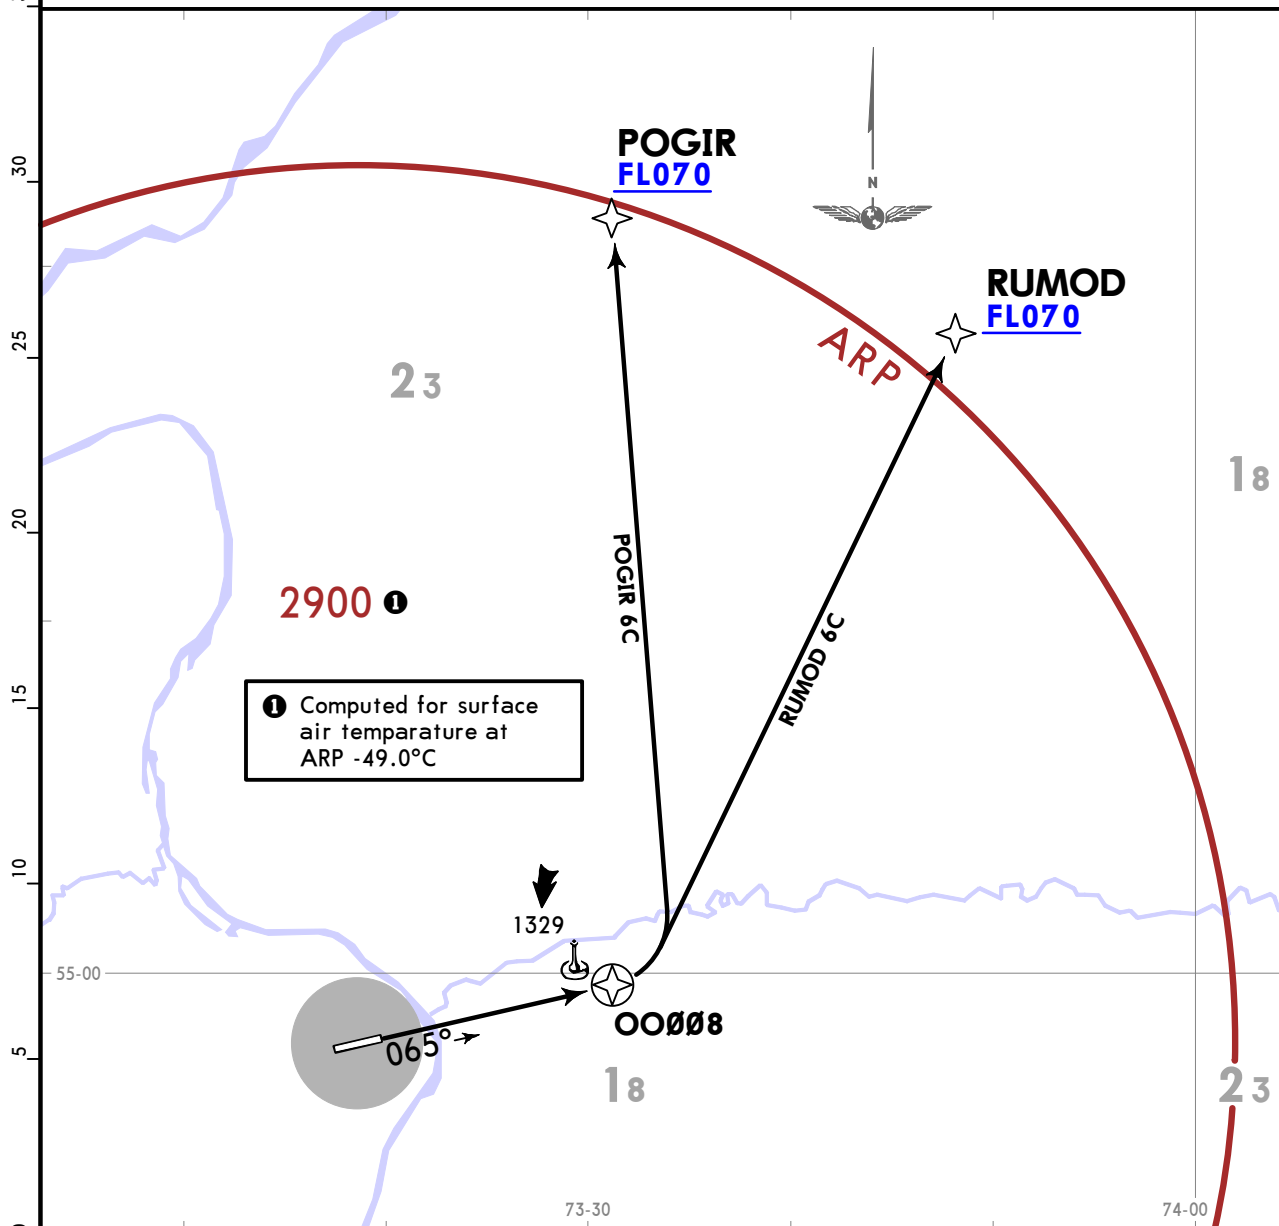 POGIR
FL070
30
N
RUMOD
FL070
ARP
25
23
18
20
POGIR 6C
2900 1
RUMOD 6C
1 Computed for surface
air temparature at
ARP -49.0°C
15
10
1329
55-00
OOØØ8
065°
5
18
23
73-30
74-00